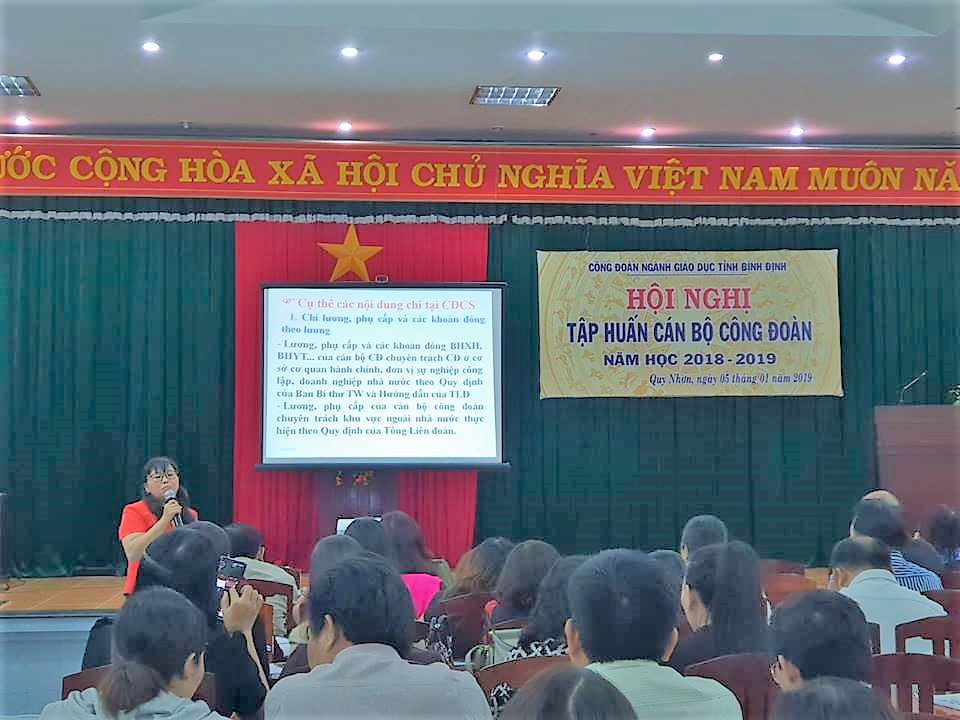 ƯỚC CỘNG HÒA XÃ HỘI CHỦ NGHĨA VIỆT NAM MUÔN NĂ
CÔNG ĐOÀN NGÀNH GIÁO DỤC TỈNH BÌNH ĐỊNH
HỘI NGHỊ
TẬP HUẤN CÁN BỘ CÔNG ĐOÀN
NĂM HỌC 2018 - 2019
Quy Nhơn, ngày 05 tháng 01 năm 2019
Cụ thể các nội dung chi tại CĐCS
1. Chi lương, phụ cấp và các khoản đóng
theo lương
- Lương, phụ cấp và các khoản đóng BHXH,
BHYT... của cán bộ CĐ chuyên trách CĐ ở cơ
sở cơ quan hành chính, đơn vị sự nghiệp công
lập, doanh nghiệp nhà nước theo Quy định
của Ban Bí thư TW và Hướng dẫn của TLĐ
- Lương, phụ cấp của cán bộ công đoàn
chuyên trách khu vực ngoài nhà nước thực
hiện theo Quy định của Tổng Liên đoàn.